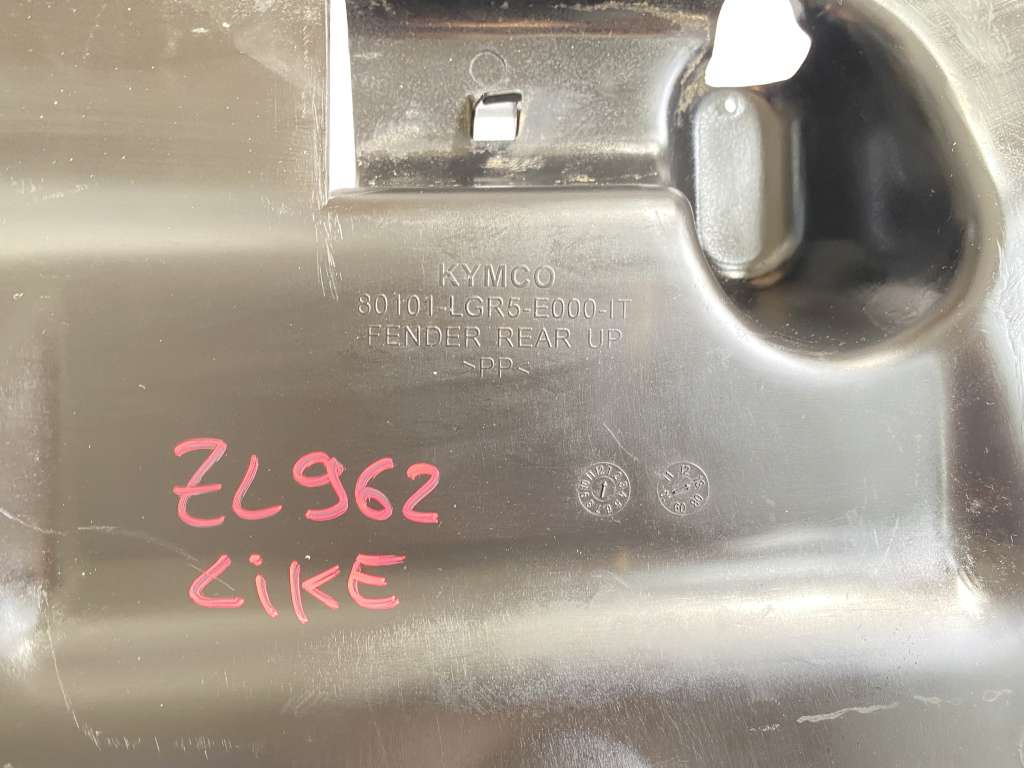 KYMCO
80101-LGR5-E000-IT
FENDER REAR UP
>PP<
ZL962
LiKE